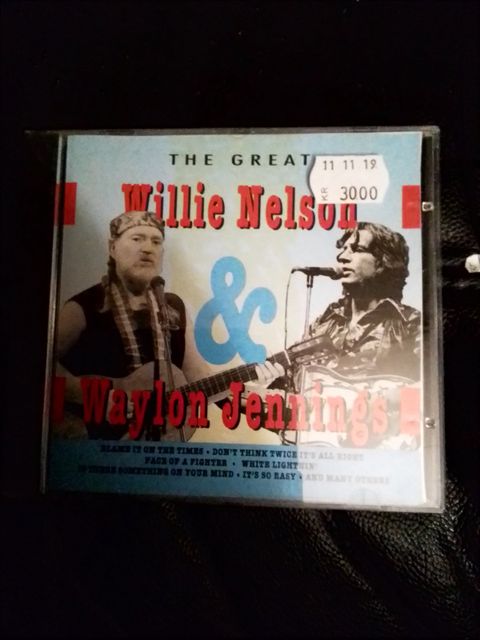 THE GREAT
11 11 19
KR 3000
Willie Nelson
&
Waylon Jennings
BLAME IT ON THE TIMES • DON'T THINK TWICE IT'S ALL RIGHT
FACE OF A FIGHTER • WHITE LIGHTNIN'
IS THERE SOMETHING ON YOUR MIND • IT'S SO EASY • AND MANY OTHERS